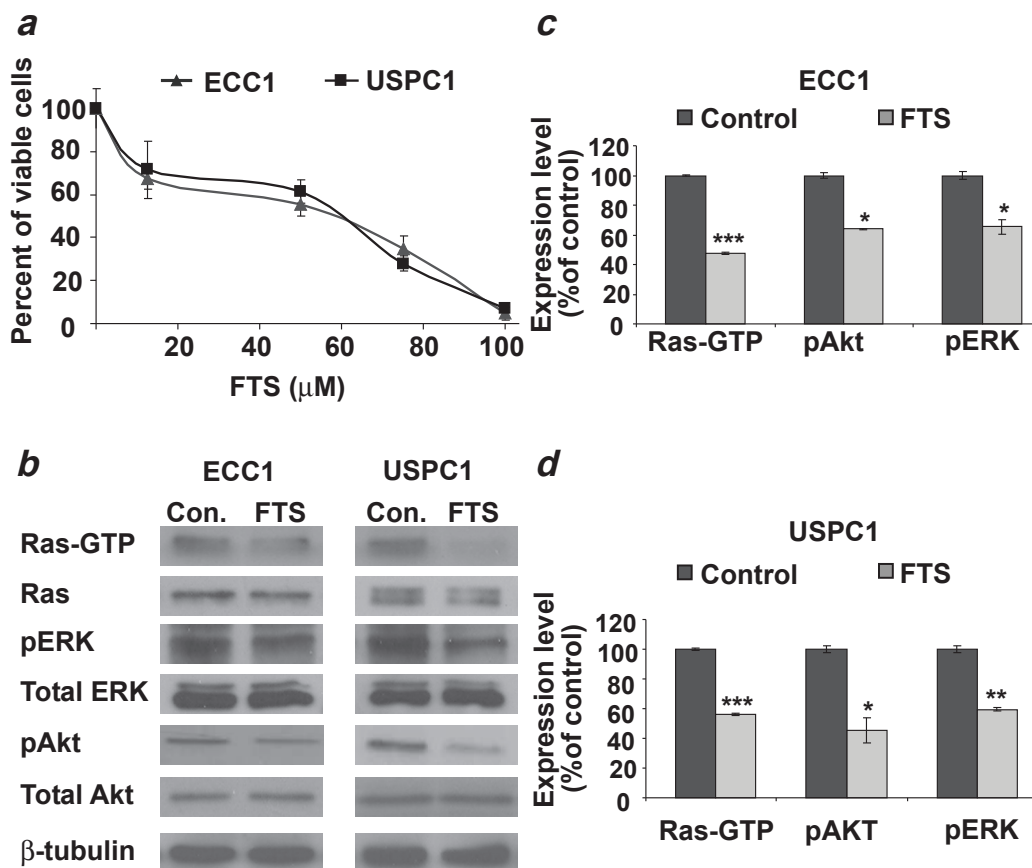 a
Percent of viable cells
ECC1
USPC1
100
80
60
40
20
0
20 40 60 80 100
FTS (μM)
b
ECC1 USPC1
Con. FTS Con. FTS
Ras-GTP
Ras
pERK
Total ERK
pAkt
Total Akt
β-tubulin
c
ECC1
Control FTS
Expression level
(%of control)
120
100
80
60
40
20
0
***
*
*
Ras-GTP pAkt pERK
d
USPC1
Control FTS
Expression level
(%of control)
120
100
80
60
40
20
0
***
*
**
Ras-GTP pAKT pERK